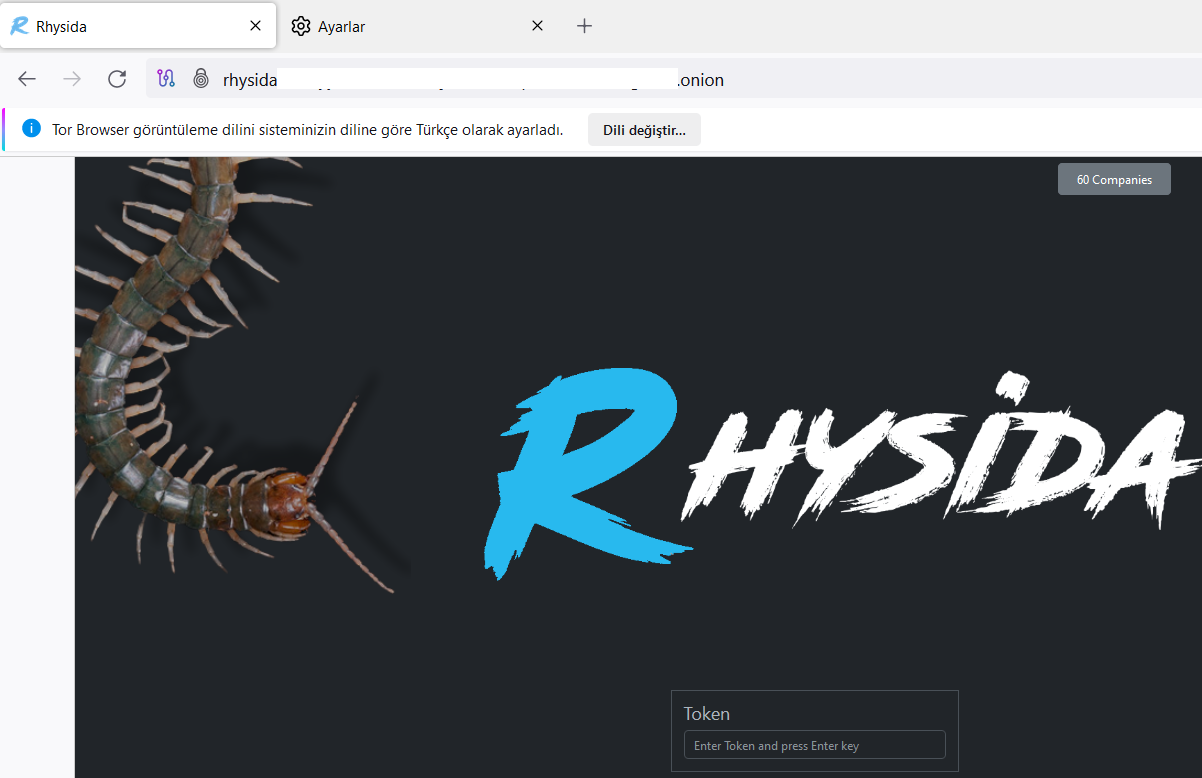 Rhysida
Ayarlar
rhysida .onion
Tor Browser görüntüleme dilini sisteminizin diline göre Türkçe olarak ayarladı.
Dili değiştir...
60 Companies
RHYSIDA
Token
Enter Token and press Enter key